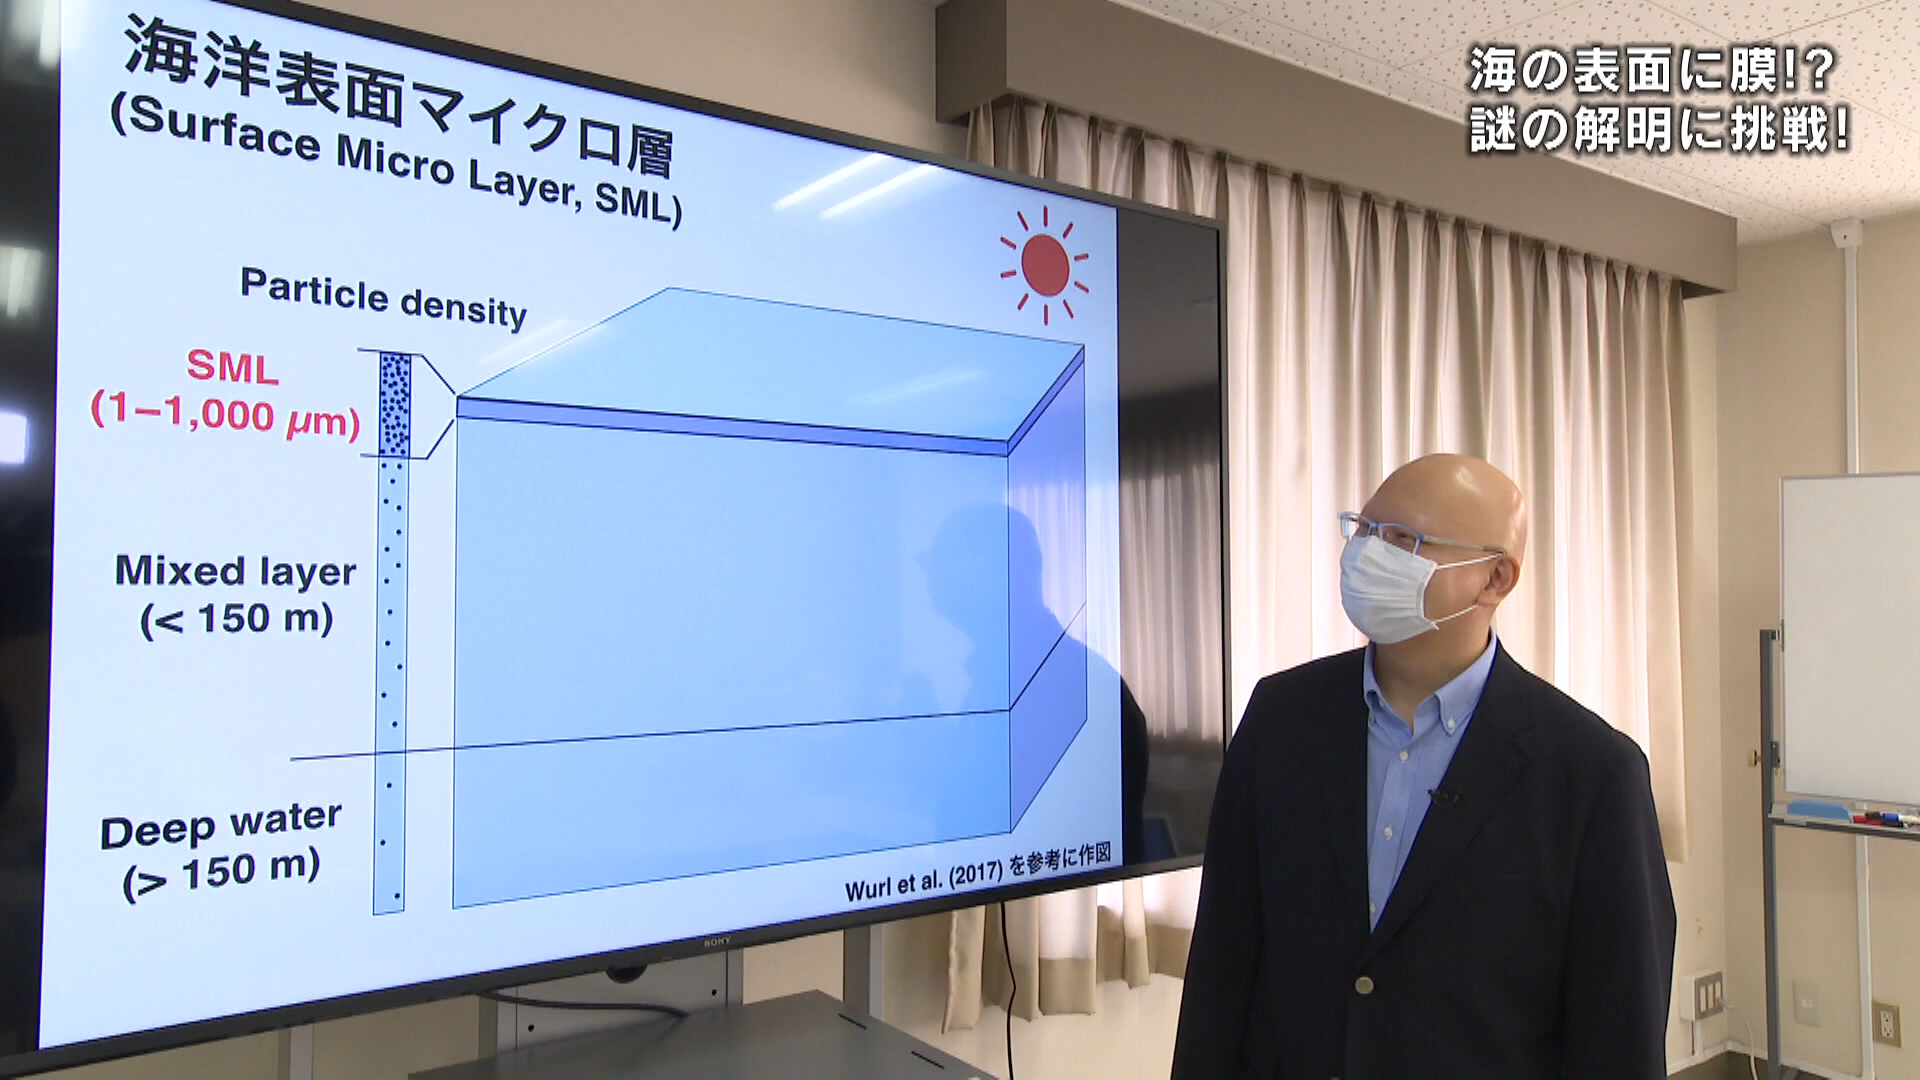 海洋表面マイクロ層
(Surface Micro Layer, SML)
Particle density
SML
(1–1,000 µm)
Mixed layer
(< 150 m)
Deep water
(> 150 m)
Wurl et al. (2017) を参考に作図
SONY
海の表面に膜!?
謎の解明に挑戦!